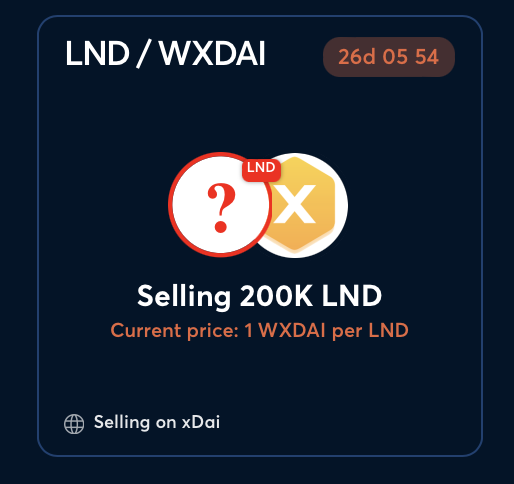 LND / WXDAI
26d 05 54
LND
?
X
Selling 200K LND
Current price: 1 WXDAI per LND
Selling on xDai